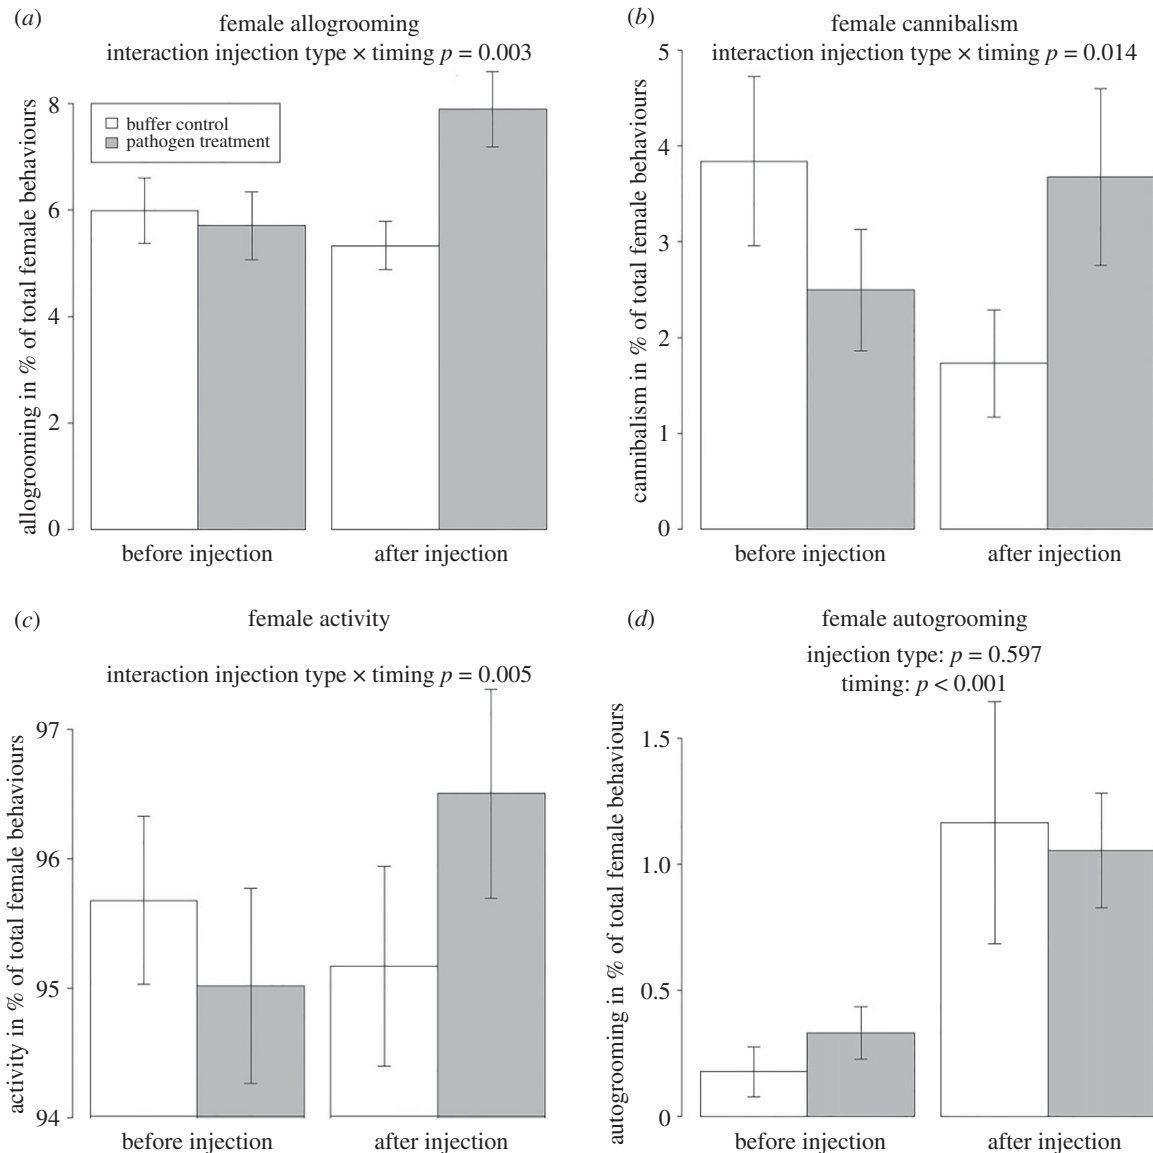 (a)
female allogrooming
interaction injection type × timing p = 0.003
allogrooming in % of total female behaviours
8
6
4
2
0
buffer control
pathogen treatment
before injection
after injection
(b)
female cannibalism
interaction injection type × timing p = 0.014
cannibalism in % of total female behaviours
5
4
3
2
1
0
before injection
after injection
(c)
female activity
interaction injection type × timing p = 0.005
activity in % of total female behaviours
97
96
95
94
before injection
after injection
(d)
female autogrooming
injection type: p = 0.597
timing: p < 0.001
autogrooming in % of total female behaviours
1.5
1.0
0.5
0
before injection
after injection